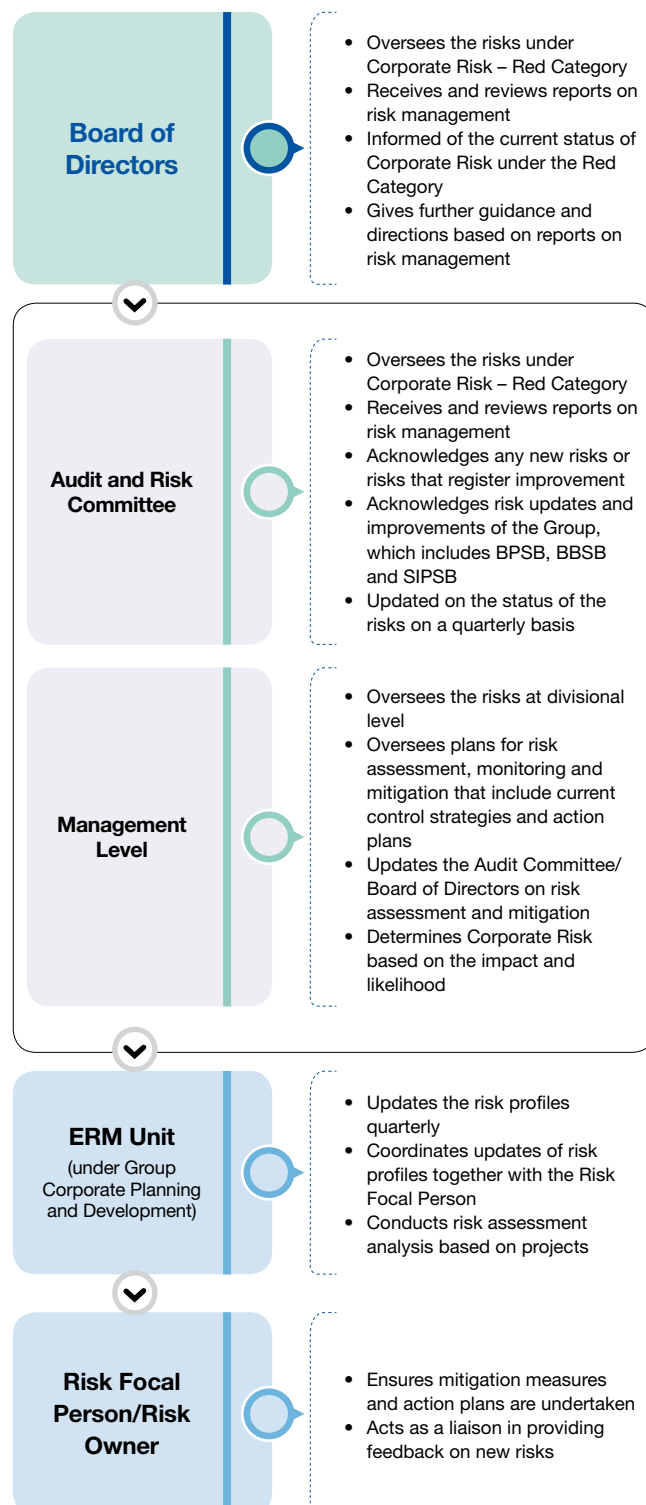 Board of
Directors
• Oversees the risks under
Corporate Risk – Red Category
• Receives and reviews reports on
risk management
• Informed of the current status of
Corporate Risk under the Red
Category
• Gives further guidance and
directions based on reports on
risk management
Audit and Risk
Committee
• Oversees the risks under
Corporate Risk – Red Category
• Receives and reviews reports on
risk management
• Acknowledges any new risks or
risks that register improvement
• Acknowledges risk updates and
improvements of the Group,
which includes BPSB, BBSB
and SIPSB
• Updated on the status of the
risks on a quarterly basis
Management
Level
• Oversees the risks at divisional
level
• Oversees plans for risk
assessment, monitoring and
mitigation that include current
control strategies and action
plans
• Updates the Audit Committee/
Board of Directors on risk
assessment and mitigation
• Determines Corporate Risk
based on the impact and
likelihood
ERM Unit
(under Group
Corporate Planning
and Development)
• Updates the risk profiles
quarterly
• Coordinates updates of risk
profiles together with the Risk
Focal Person
• Conducts risk assessment
analysis based on projects
Risk Focal
Person/Risk
Owner
• Ensures mitigation measures
and action plans are undertaken
• Acts as a liaison in providing
feedback on new risks